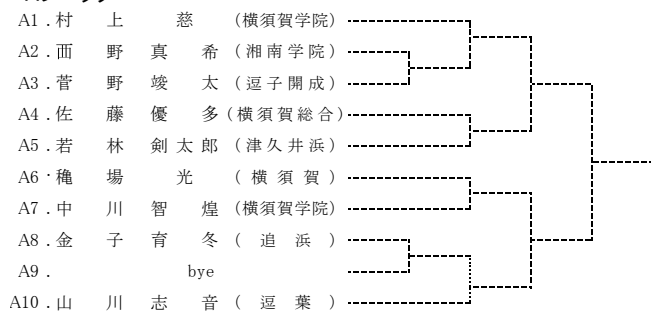 A1．村上 慈（横須賀学院）
A2．而野真希（湘南学院）
A3．菅野竣太（逗子開成）
A4．佐藤優多（横須賀総合）
A5．若林剣太郎（津久井浜）
A6・穐場 光（横須賀）
A7．中川智煌（横須賀学院）
A8．金子育冬（追浜）
A9． bye
A10．山川志音（逗葉）